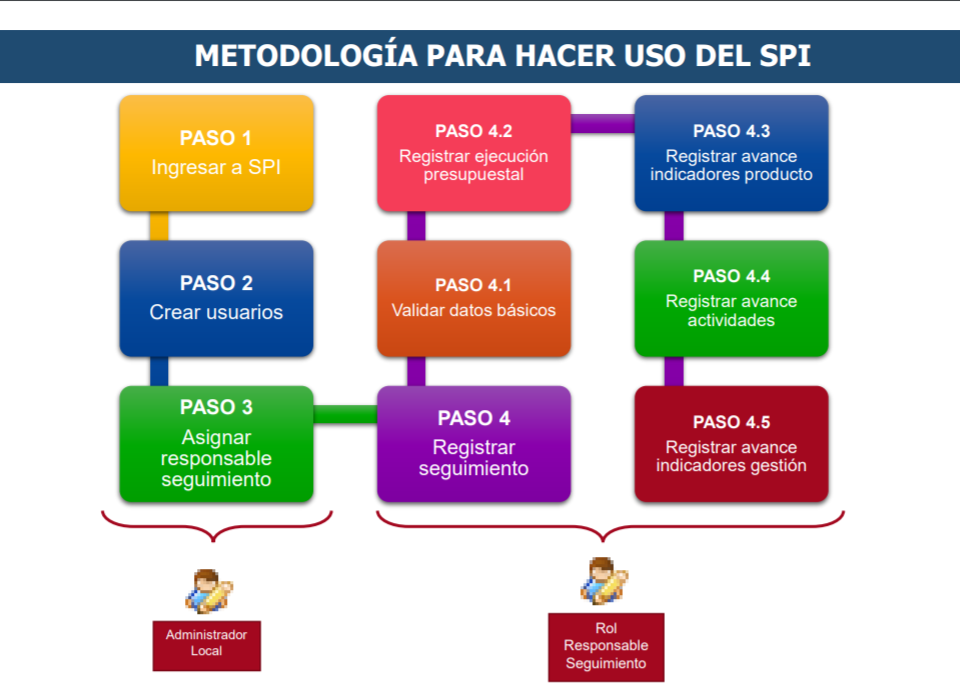 METODOLOGÍA PARA HACER USO DEL SPI
PASO 1
Ingresar a SPI
PASO 2
Crear usuarios
PASO 3
Asignar
responsable
seguimiento
PASO 4
Registrar
seguimiento
PASO 4.1
Validar datos básicos
PASO 4.2
Registrar ejecución
presupuestal
PASO 4.3
Registrar avance
indicadores producto
PASO 4.4
Registrar avance
actividades
PASO 4.5
Registrar avance
indicadores gestión
Administrador
Local
Rol
Responsable
Seguimiento